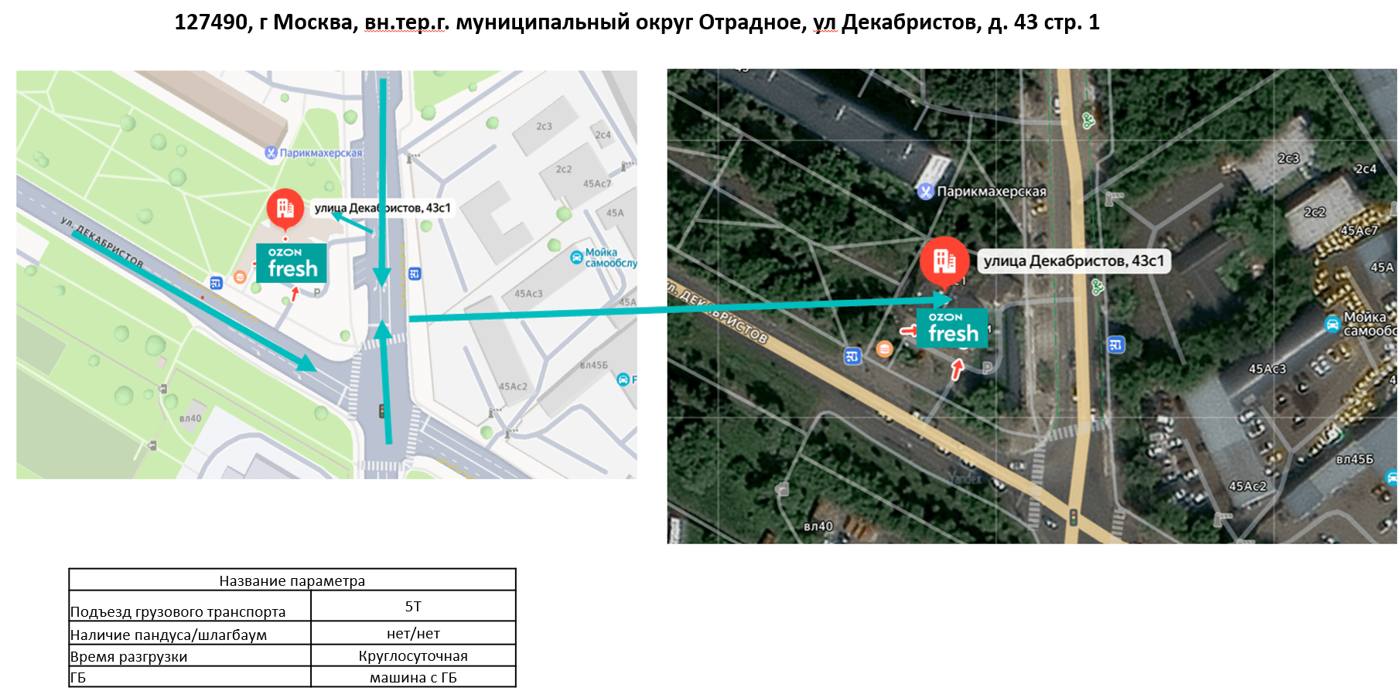 127490, г Москва, вн.тер.г. муниципальный округ Отрадное, ул Декабристов, д. 43 стр. 1
Парикмахерская
2с3
2с4
2с2
45Ас7
45А
улица Декабристов, 43с1
ул. ДЕКАБРИСТОВ
OZON
fresh
Мойка
самообслу
P
45Ас3
45А
45Ас2
вл45Б
вл40
2с3
2с4
2с2
45Ас7
45А
Парикмахерская
улица Декабристов, 43с1
ул. ДЕКАБРИСТОВ
OZON
fresh
Мойка
самообс
P
45Ас3
45Ас2
вл45Б
вл40
Yandex
Название параметра
Подъезд грузового транспорта 5Т
Наличие пандуса/шлагбаум нет/нет
Время разгрузки Круглосуточная
ГБ машина с ГБ